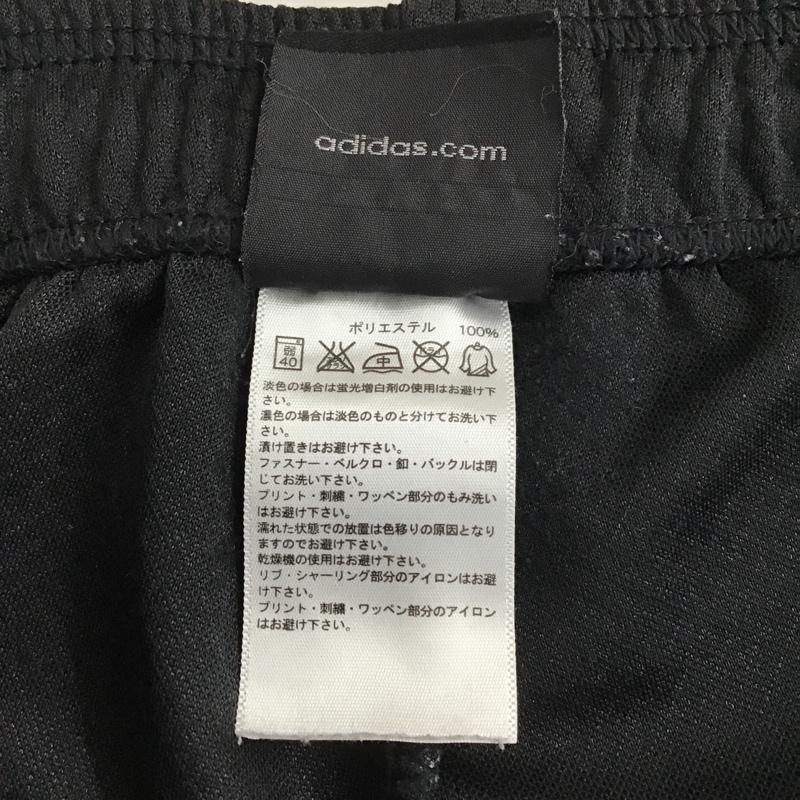 adidas.com
ポリエステル 100%
弱
40
中
淡色の場合は蛍光増白剤の使用はお避け下
さい。
濃色の場合は淡色のものと分けてお洗い下
さい。
漬け置きはお避け下さい。
ファスナー・ベルクロ・釦・バックルは閉
じてお洗い下さい。
プリント・刺繍・ワッペン部分のもみ洗い
はお避け下さい。
濡れた状態での放置は色移りの原因となり
ますのでお避け下さい。
乾燥機の使用はお避け下さい。
リブ・シャーリング部分のアイロンはお避
け下さい。
プリント・刺繍・ワッペン部分のアイロン
はお避け下さい。